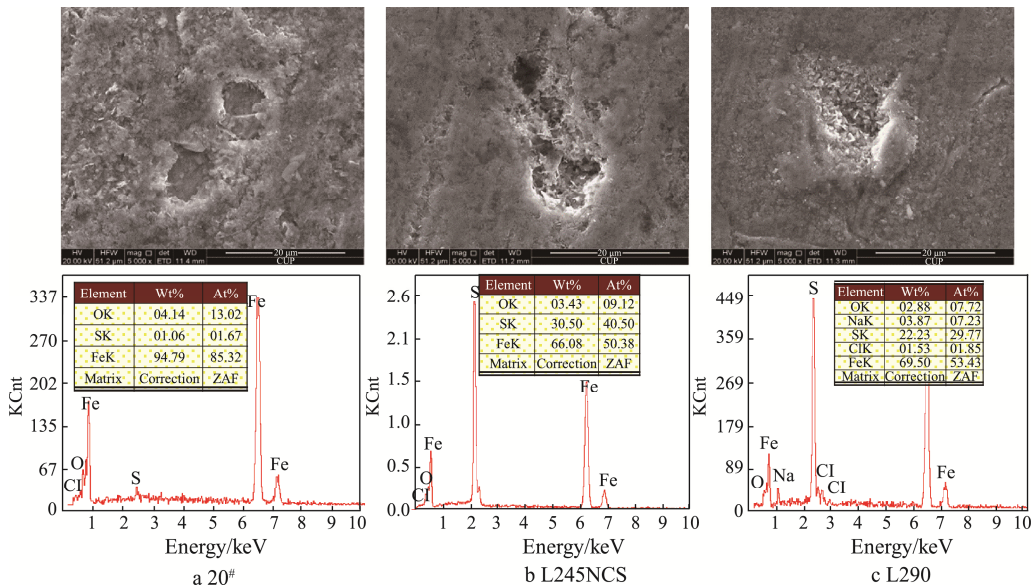 HV HFW mag □ det WD 20 μm
20.00 kV 51.2 μm 5 000 x ETD 11.4 mm CUP
HV HFW mag □ det WD 20 μm
20.00 kV 51.2 μm 5 000 x ETD 11.2 mm CUP
HV HFW mag □ det WD 20 μm
20.00 kV 51.2 μm 5 000 x ETD 11.3 mm CUP
KCnt
337
270
202
135
67
0
Element Wt% At%
OK 04.14 13.02
SK 01.06 01.67
FeK 94.79 85.32
Matrix Correction ZAF
Fe
Fe
O
CI
S
Fe
1 2 3 4 5 6 7 8 9 10
Energy/keV
a 20#
KCnt
2.6
2.1
1.5
1.0
0.5
0.0
Element Wt% At%
OK 03.43 09.12
SK 30.50 40.50
FeK 66.08 50.38
Matrix Correction ZAF
S
Fe
Fe
O
CI
Fe
0 1 2 3 4 5 6 7 8 9 10
Energy/keV
b L245NCS
KCnt
449
359
269
179
89
0
Element Wt% At%
OK 02.88 07.72
NaK 03.87 07.23
SK 22.23 29.77
ClK 01.53 01.85
FeK 69.50 53.43
Matrix Correction ZAF
S
Fe
O
Na
CI
CI
Fe
1 2 3 4 5 6 7 8 9 10
Energy/keV
c L290